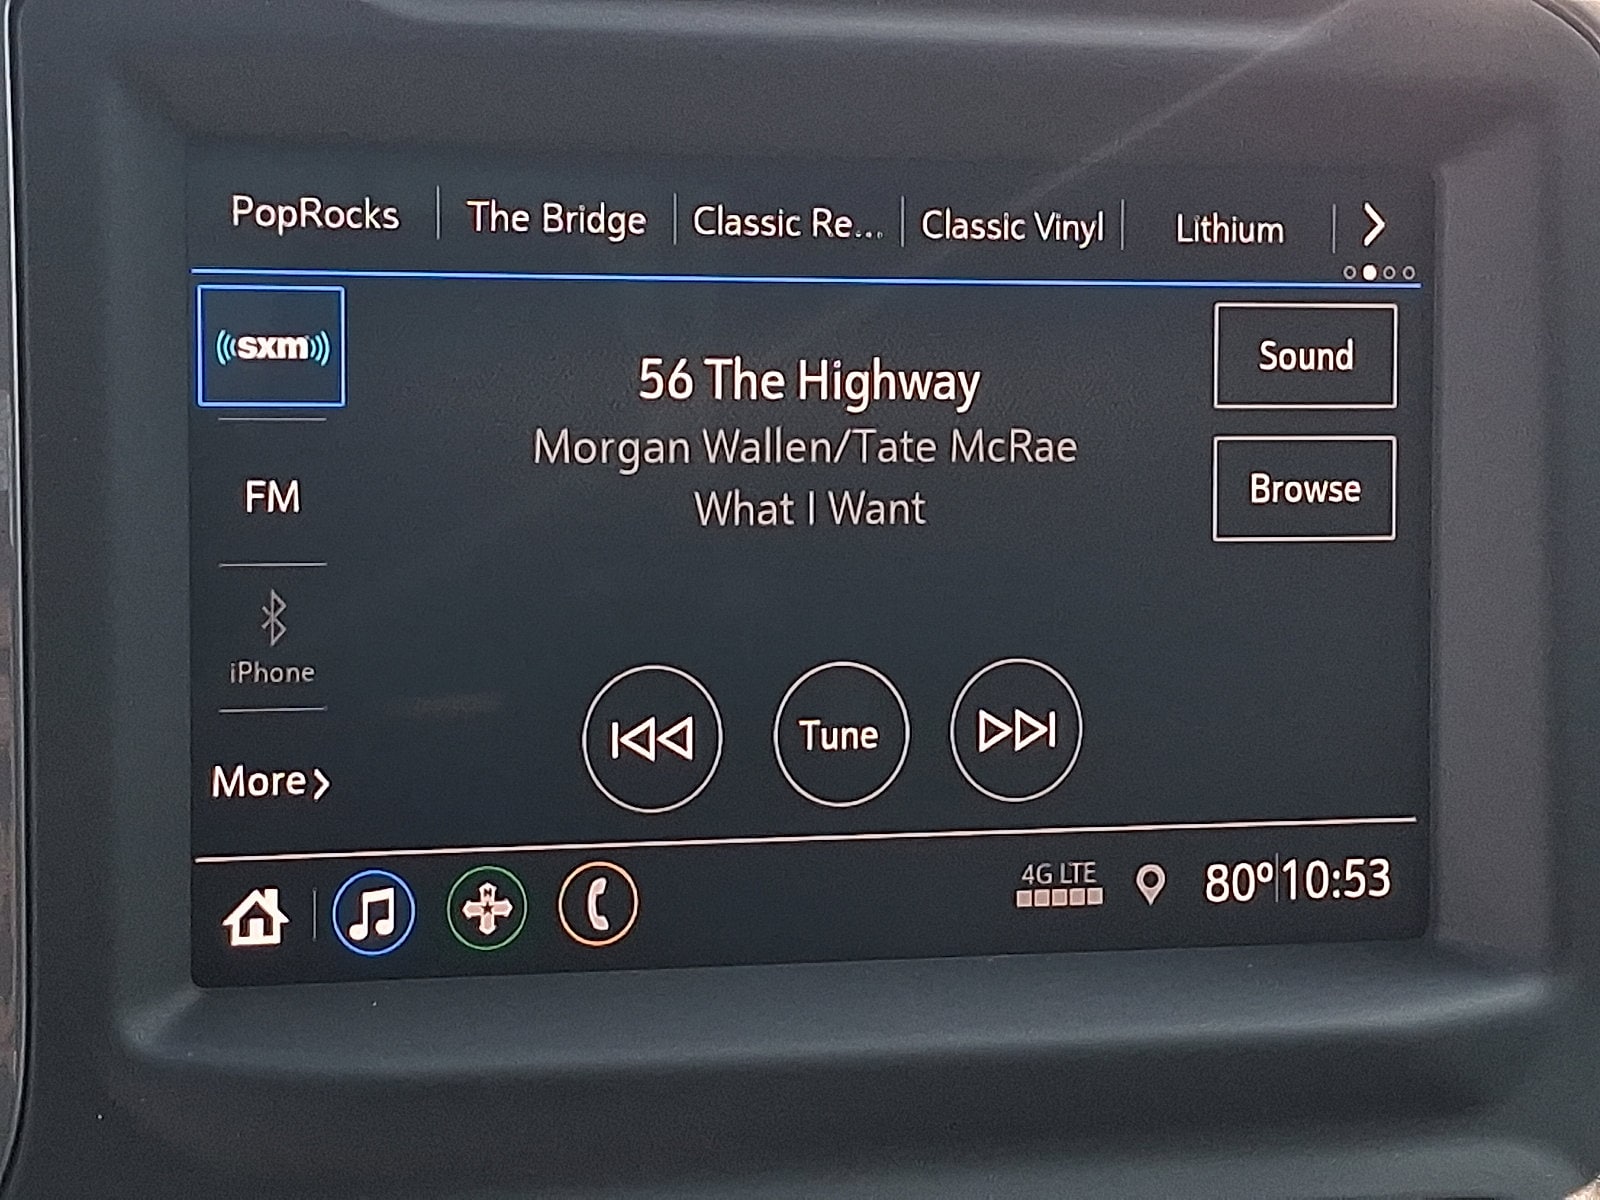 PopRocks
The Bridge
Classic Re...
Classic Vinyl
Lithium
sxm
56 The Highway
Morgan Wallen/Tate McRae
What I Want
Sound
Browse
FM
iPhone
More
Tune
N
4G LTE
80° 10:53